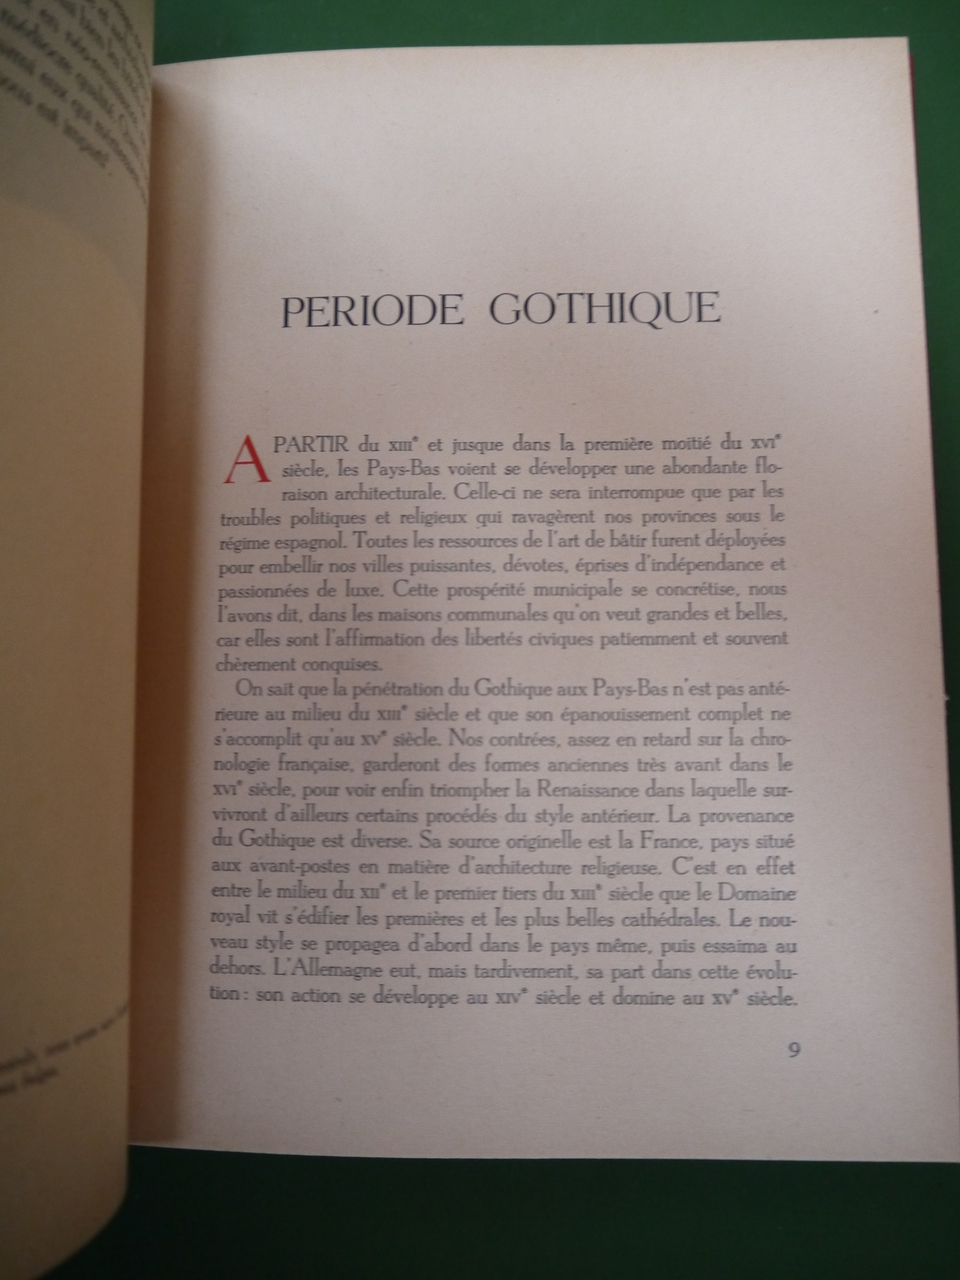 PERIODE GOTHIQUE
A PARTIR du XIIIe et jusque dans la première moitié du XVIe
siècle, les Pays-Bas voient se développer une abondante flo-
raison architecturale. Celle-ci ne sera interrompue que par les
troubles politiques et religieux qui ravagèrent nos provinces sous le
régime espagnol. Toutes les ressources de l'art de bâtir furent déployées
pour embellir nos villes puissantes, dévotes, éprises d'indépendance et
passionnées de luxe. Cette prospérité municipale se concrétise, nous
l'avons dit, dans les maisons communales qu'on veut grandes et belles,
car elles sont l'affirmation des libertés civiques patiemment et souvent
chèrement conquises.
On sait que la pénétration du Gothique aux Pays-Bas n'est pas anté-
rieure au milieu du XIIIe siècle et que son épanouissement complet ne
s'accomplit qu'au XVe siècle. Nos contrées, assez en retard sur la chro-
nologie française, garderont des formes anciennes très avant dans le
XVIe siècle, pour voir enfin triompher la Renaissance dans laquelle sur-
vivront d'ailleurs certains procédés du style antérieur. La provenance
du Gothique est diverse. Sa source originelle est la France, pays situé
aux avant-postes en matière d'architecture religieuse. C'est en effet
entre le milieu du XIIe et le premier tiers du XIIIe siècle que le Domaine
royal vit s'édifier les premières et les plus belles cathédrales. Le nou-
veau style se propagea d'abord dans le pays même, puis essaima au
dehors. L'Allemagne eut, mais tardivement, sa part dans cette évolu-
tion : son action se développe au XIVe siècle et domine au XVe siècle.
9